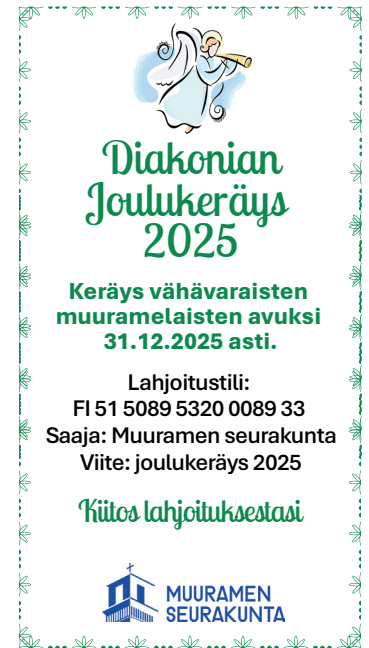 Diakonian
Joulukeräys
2025
Keräys vähävaraisten
muuramelaisten avuksi
31.12.2025 asti.
Lahjoitustili:
FI 51 5089 5320 0089 33
Saaja: Muuramen seurakunta
Viite: joulukeräys 2025
Kiitos lahjoituksestasi
MUURAMEN
SEURAKUNTA